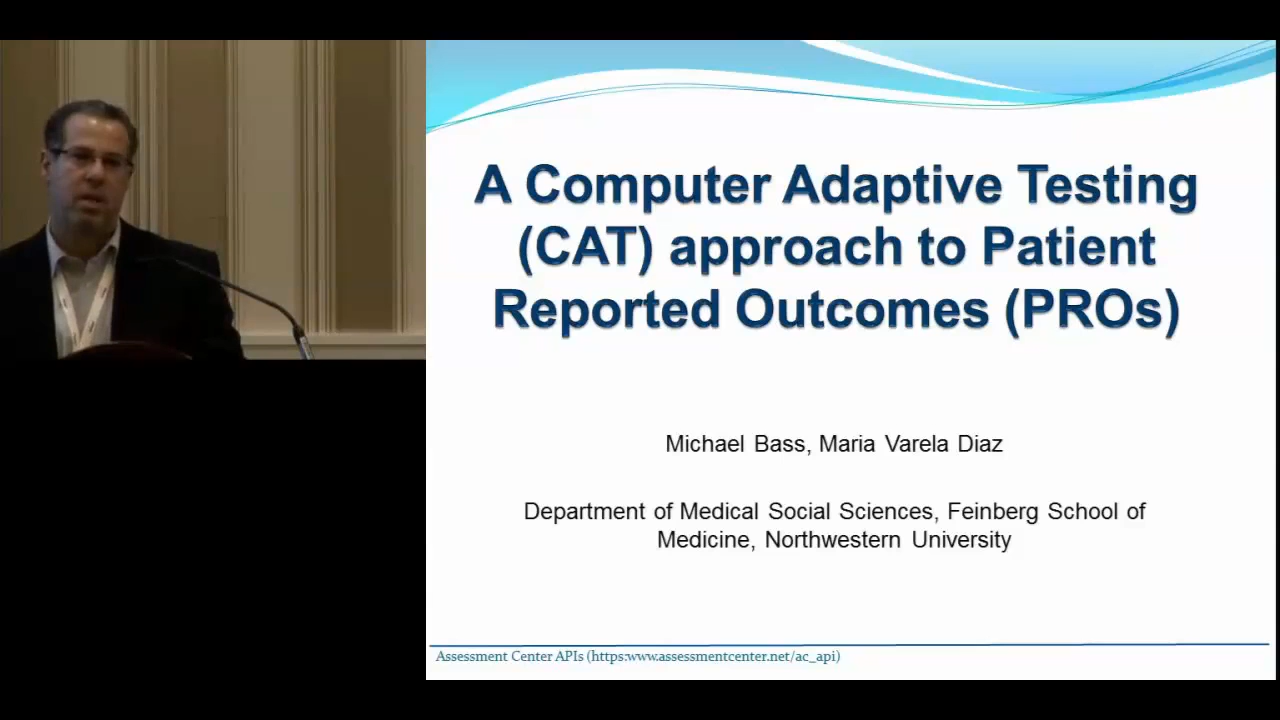 A Computer Adaptive Testing
(CAT) approach to Patient
Reported Outcomes (PROs)
Michael Bass, Maria Varela Diaz
Department of Medical Social Sciences, Feinberg School of
Medicine, Northwestern University
Assessment Center APIs (https:www.assessmentcenter.net/ac_api)